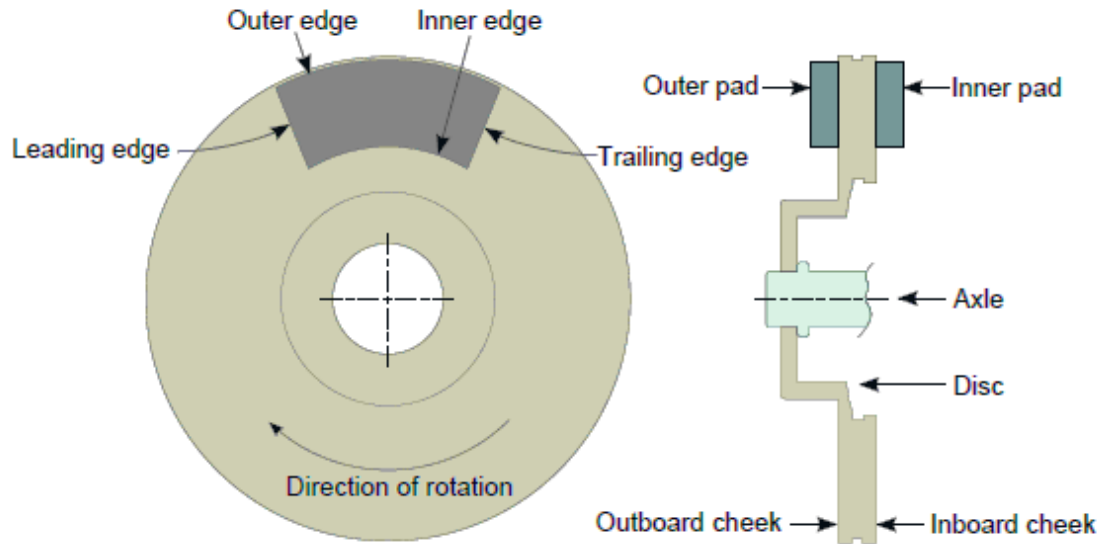 Outer edge
Inner edge
Leading edge
Trailing edge
Direction of rotation
Outer pad
Inner pad
Axle
Disc
Outboard cheek
Inboard cheek